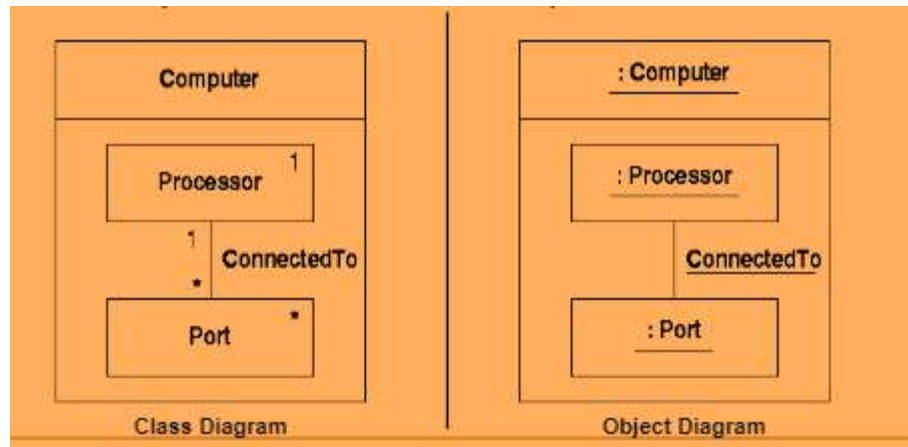 Computer
Processor
1
1
ConnectedTo
*
Port
*
Class Diagram
: Computer
: Processor
ConnectedTo
: Port
Object Diagram